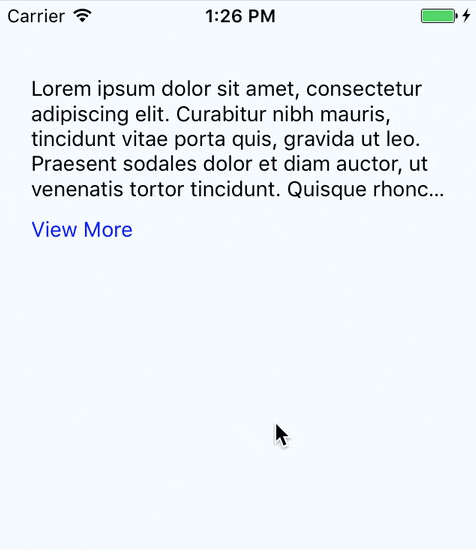 Carrier 1:26 PM
Lorem ipsum dolor sit amet, consectetur
adipiscing elit. Curabitur nibh mauris,
tincidunt vitae porta quis, gravida ut leo.
Praesent sodales dolor et diam auctor, ut
venenatis tortor tincidunt. Quisque rhonc...
View More